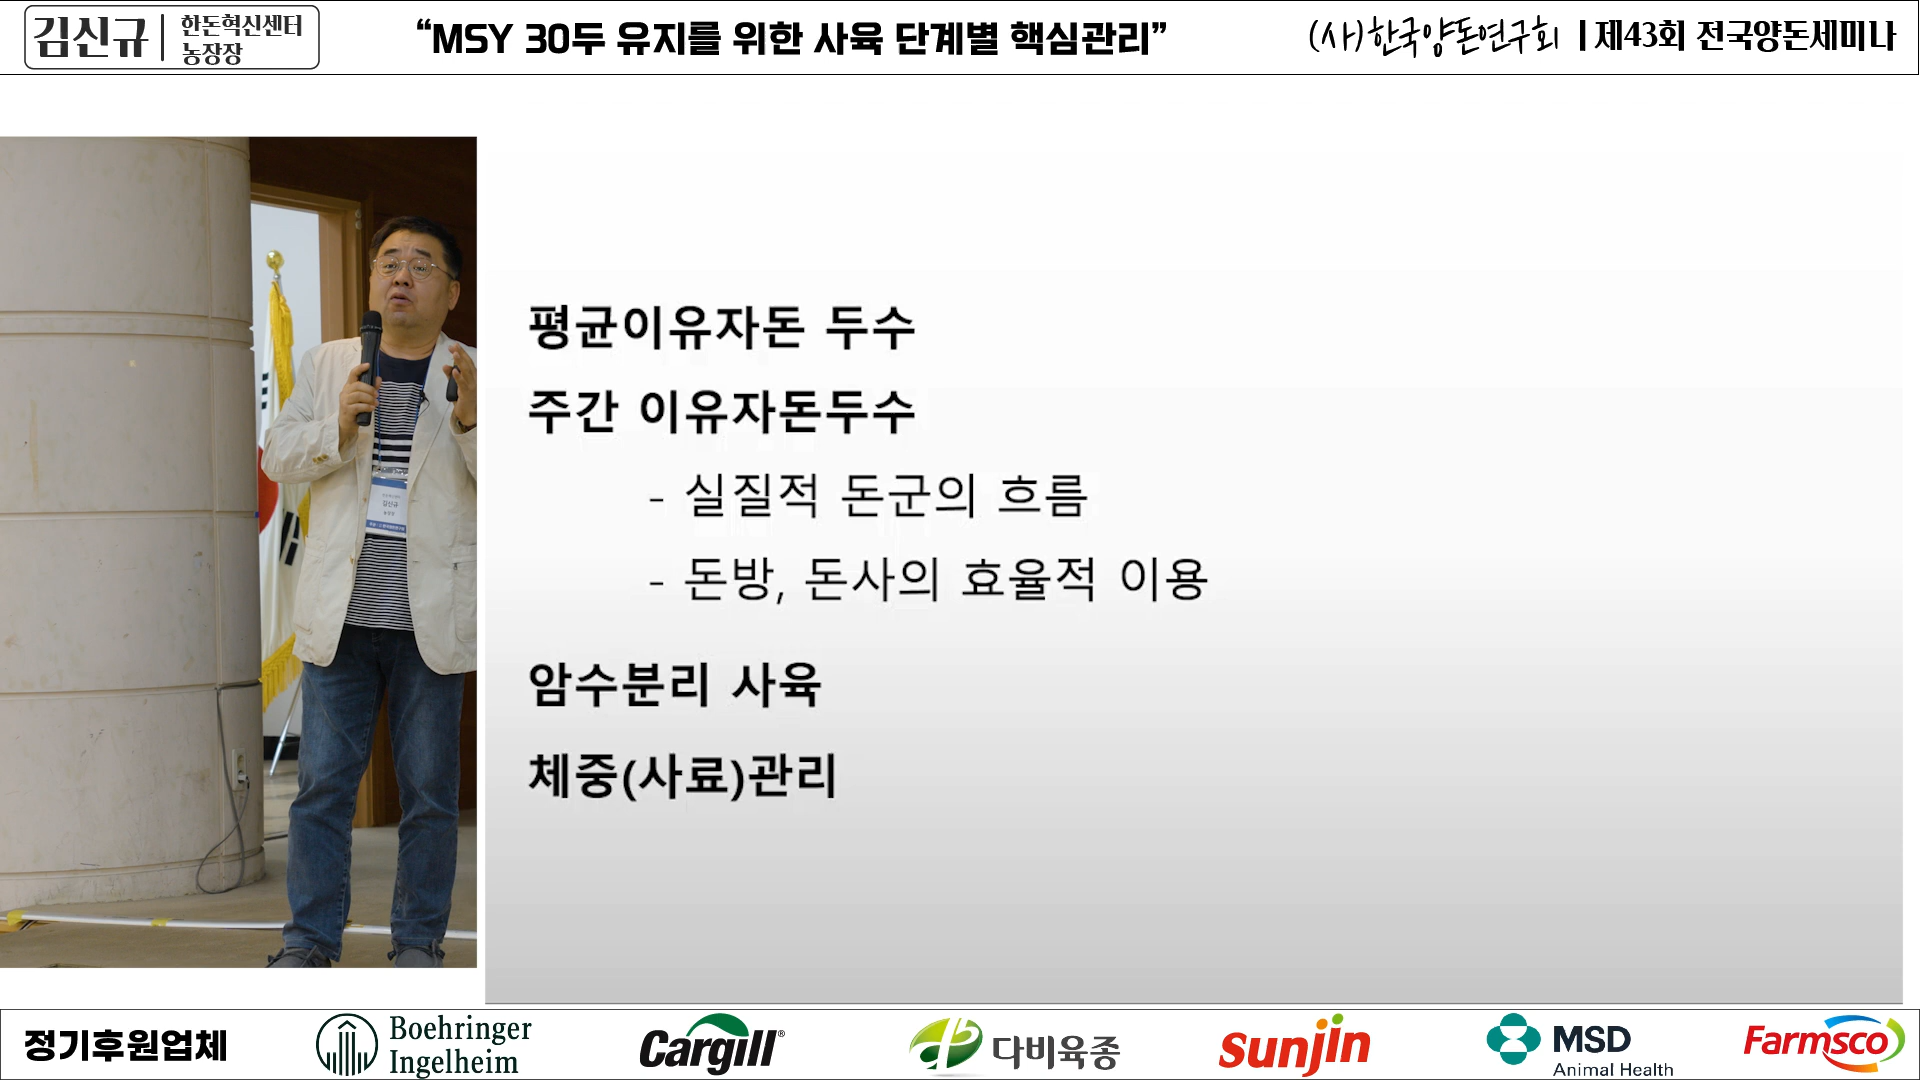 김신규
한돈혁신센터
농장장
“MSY 30두 유지를 위한 사육 단계별 핵심관리”
(사)한국양돈연구회 | 제43회 전국양돈세미나
평균이유자돈 두수
주간 이유자돈두수
- 실질적 돈군의 흐름
- 돈방, 돈사의 효율적 이용
암수분리 사육
체중(사료)관리
김신규
정기후원업체
Boehringer
Ingelheim
Cargill®
다비육종
sunjin
MSD
Animal Health
Farmsco